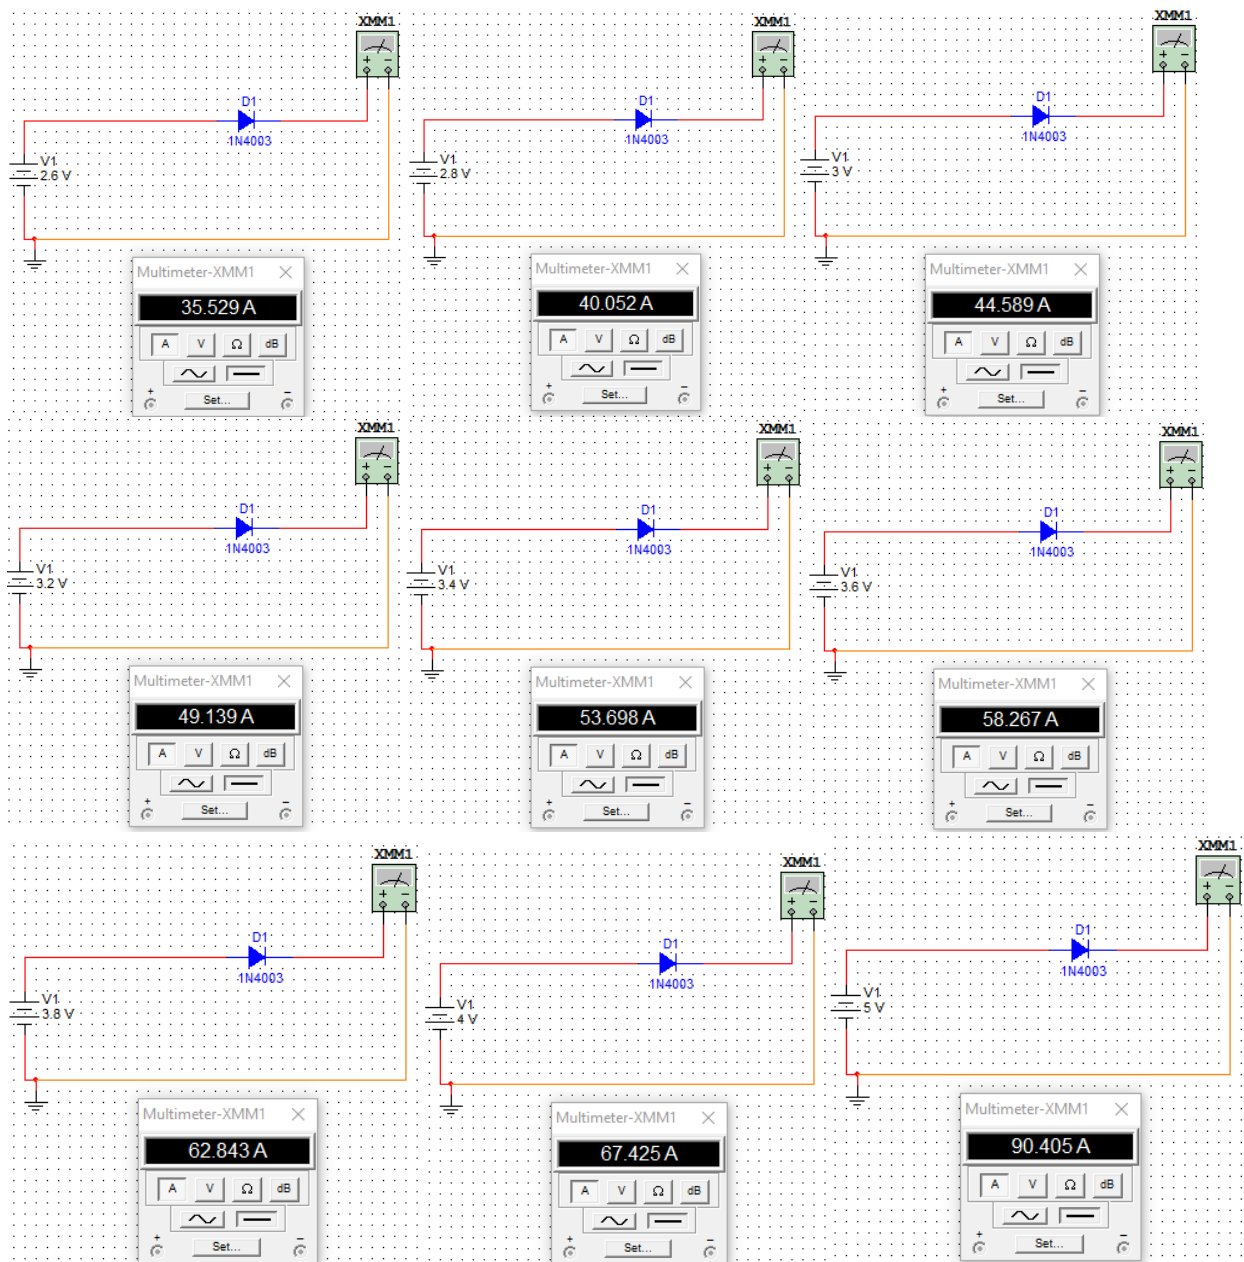 XMM1
D1
1N4003
V1
2.6 V
Multimeter-XMM1
35.529 A
A V Ω dB
+ −
Set...
XMM1
D1
1N4003
V1
2.8 V
Multimeter-XMM1
40.052 A
A V Ω dB
+ −
Set...
XMM1
D1
1N4003
V1
3 V
Multimeter-XMM1
44.589 A
A V Ω dB
+ −
Set...
XMM1
D1
1N4003
V1
3.2 V
Multimeter-XMM1
49.139 A
A V Ω dB
+ −
Set...
XMM1
D1
1N4003
V1
3.4 V
Multimeter-XMM1
53.698 A
A V Ω dB
+ −
Set...
XMM1
D1
1N4003
V1
3.6 V
Multimeter-XMM1
58.267 A
A V Ω dB
+ −
Set...
XMM1
D1
1N4003
V1
3.8 V
Multimeter-XMM1
62.843 A
A V Ω dB
+ −
Set...
XMM1
D1
1N4003
V1
4 V
Multimeter-XMM1
67.425 A
A V Ω dB
+ −
Set...
XMM1
D1
1N4003
V1
5 V
Multimeter-XMM1
90.405 A
A V Ω dB
+ −
Set...